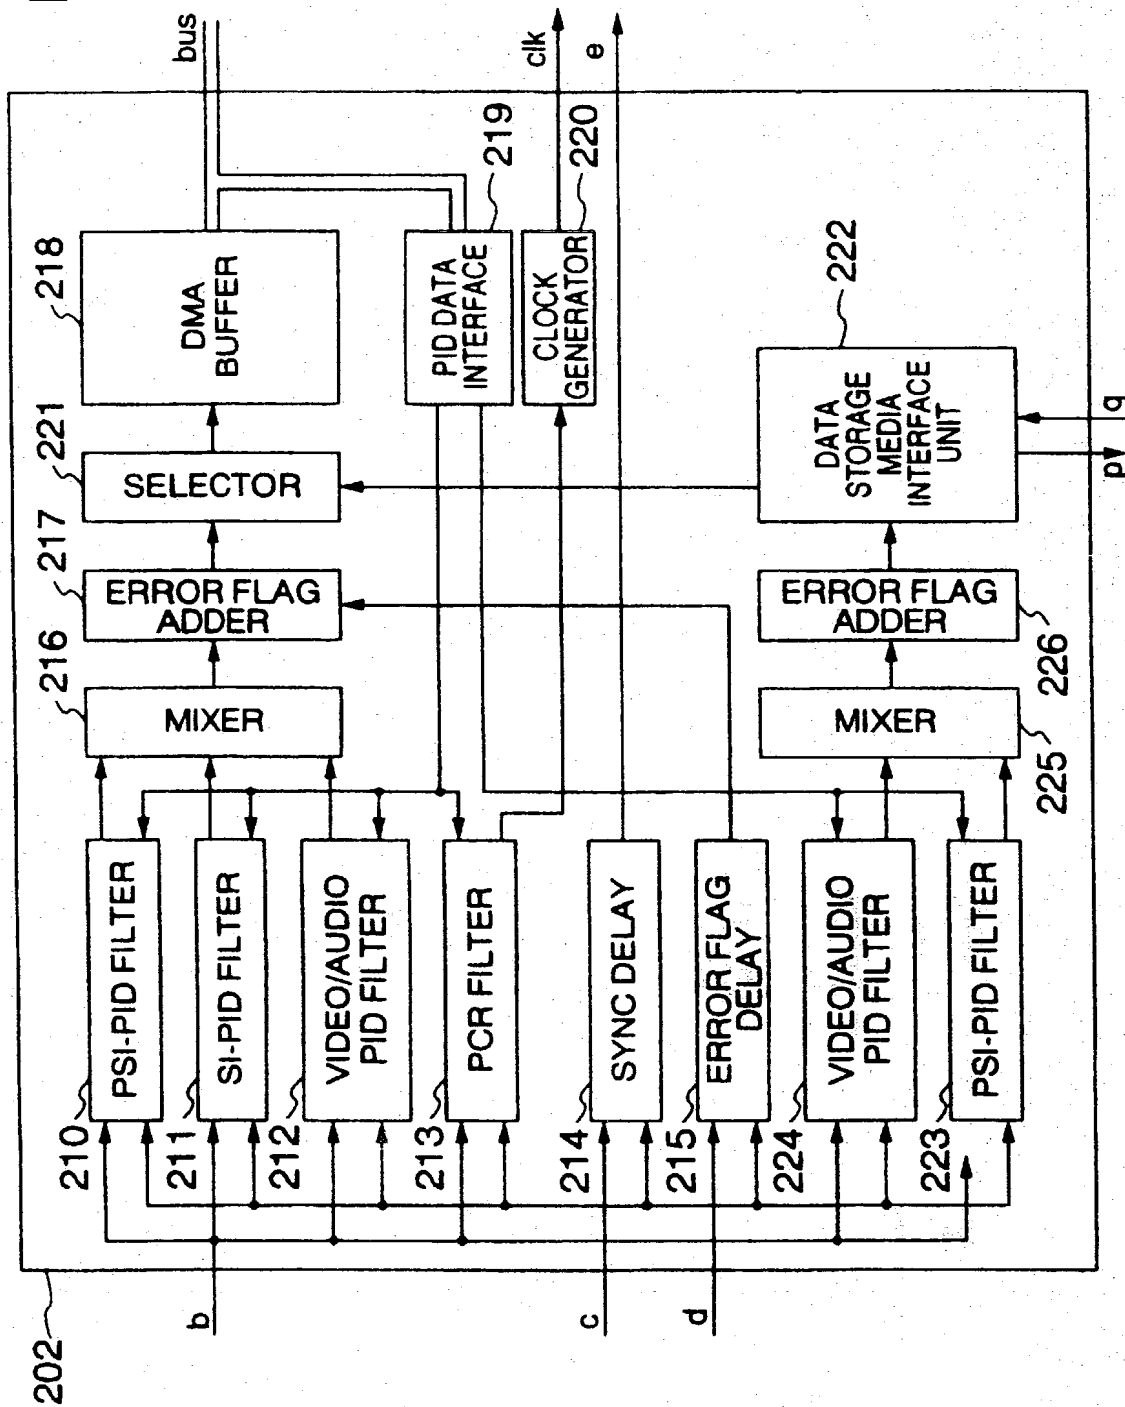 202
b
c
d
210
PSI-PID FILTER
211
SI-PID FILTER
212
VIDEO/AUDIO
PID FILTER
213
PCR FILTER
214
SYNC DELAY
215
ERROR FLAG
DELAY
224
VIDEO/AUDIO
PID FILTER
223
PSI-PID FILTER
216
MIXER
217
ERROR FLAG
ADDER
221
SELECTOR
218
DMA
BUFFER
219
PID DATA
INTERFACE
220
CLOCK
GENERATOR
225
MIXER
226
ERROR FLAG
ADDER
222
DATA
STORAGE
MEDIA
INTERFACE
UNIT
bus
clk
e
p
q